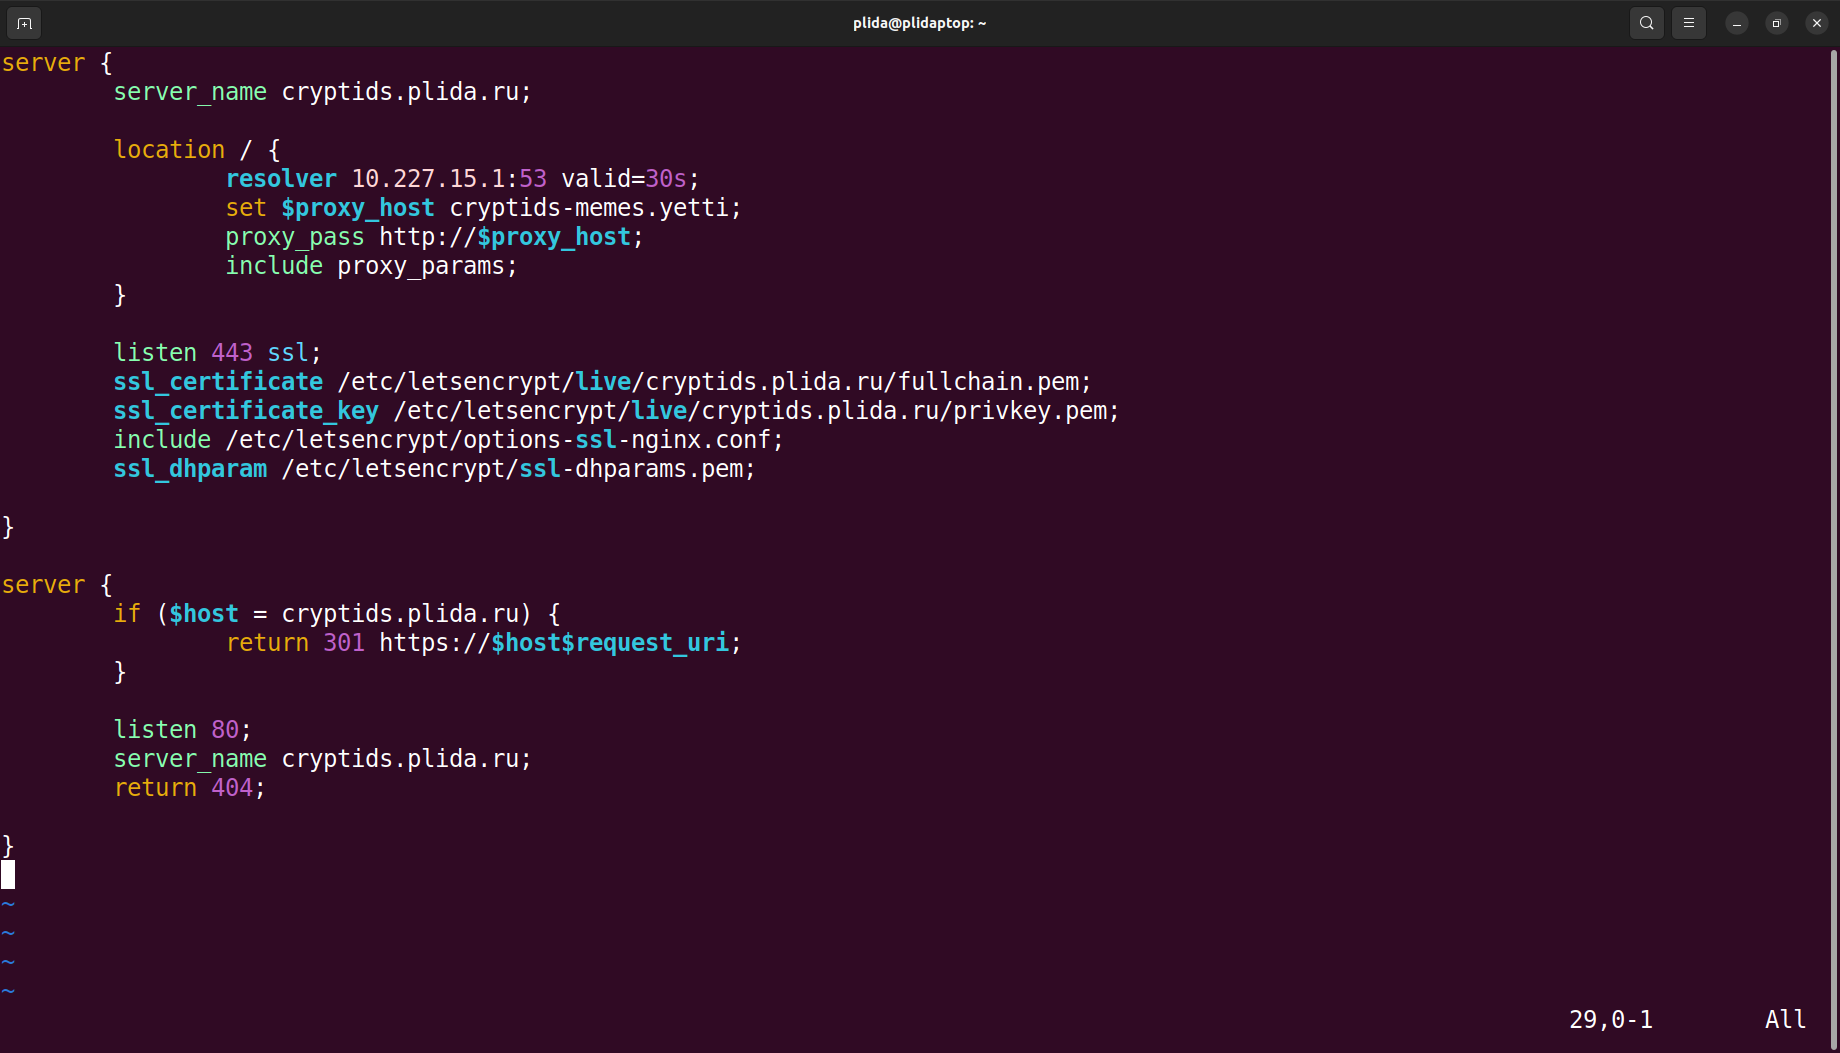 plida@plidaptop: ~
server {
        server_name cryptids.plida.ru;

        location / {
                resolver 10.227.15.1:53 valid=30s;
                set $proxy_host cryptids-memes.yetti;
                proxy_pass http://$proxy_host;
                include proxy_params;
        }

        listen 443 ssl;
        ssl_certificate /etc/letsencrypt/live/cryptids.plida.ru/fullchain.pem;
        ssl_certificate_key /etc/letsencrypt/live/cryptids.plida.ru/privkey.pem;
        include /etc/letsencrypt/options-ssl-nginx.conf;
        ssl_dhparam /etc/letsencrypt/ssl-dhparams.pem;

}

server {
        if ($host = cryptids.plida.ru) {
                return 301 https://$host$request_uri;
        }

        listen 80;
        server_name cryptids.plida.ru;
        return 404;

}

~
~
~
~
29,0-1 All